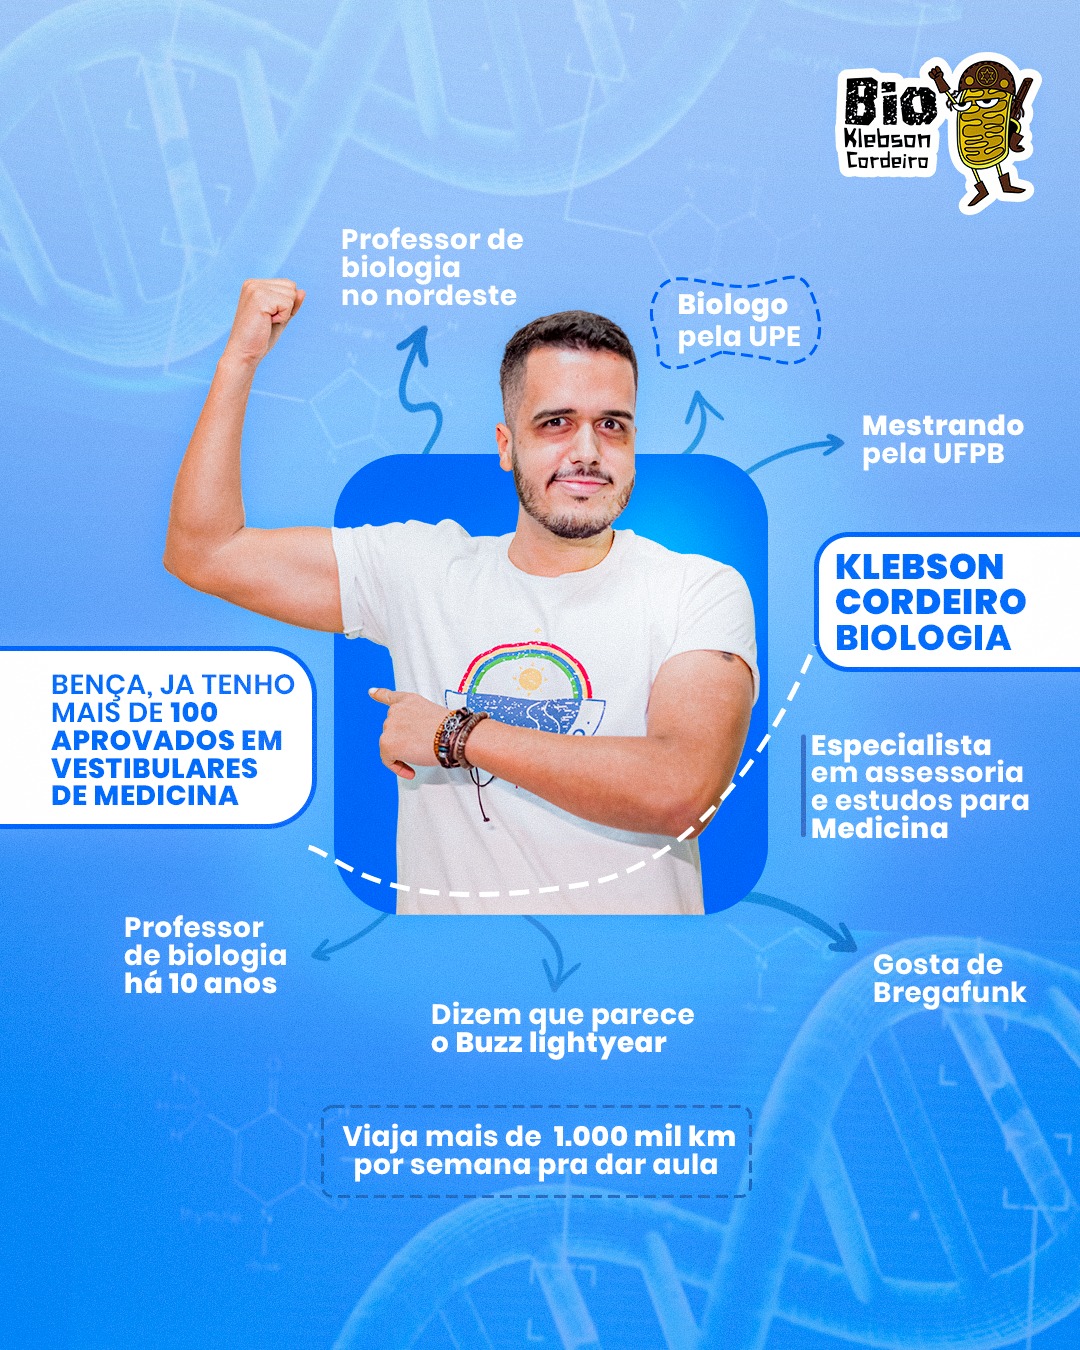 Bio
Klebson
Cordeiro
Professor de
biologia
no nordeste
Biologo
pela UPE
Mestrando
pela UFPB
KLEBSON
CORDEIRO
BIOLOGIA
BENÇA, JA TENHO
MAIS DE 100
APROVADOS EM
VESTIBULARES
DE MEDICINA
Especialista
em assessoria
e estudos para
Medicina
Professor
de biologia
há 10 anos
Gosta de
Bregafunk
Dizem que parece
o Buzz lightyear
Viaja mais de 1.000 mil km
por semana pra dar aula